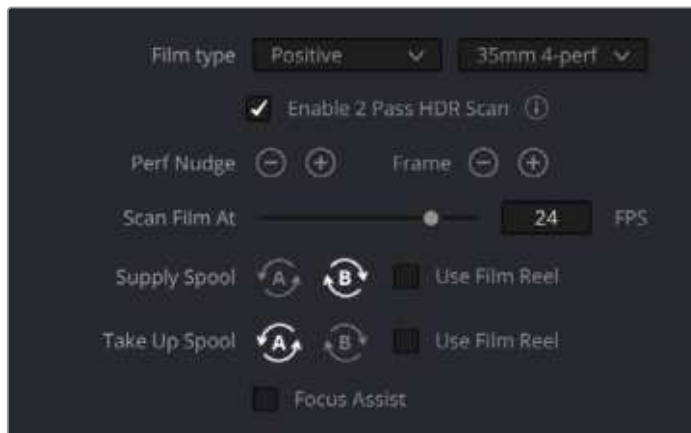 Film type Positive 35mm 4-perf
Enable 2 Pass HDR Scan
Perf Nudge Frame
Scan Film At 24 FPS
Supply Spool A B Use Film Reel
Take Up Spool A B Use Film Reel
Focus Assist